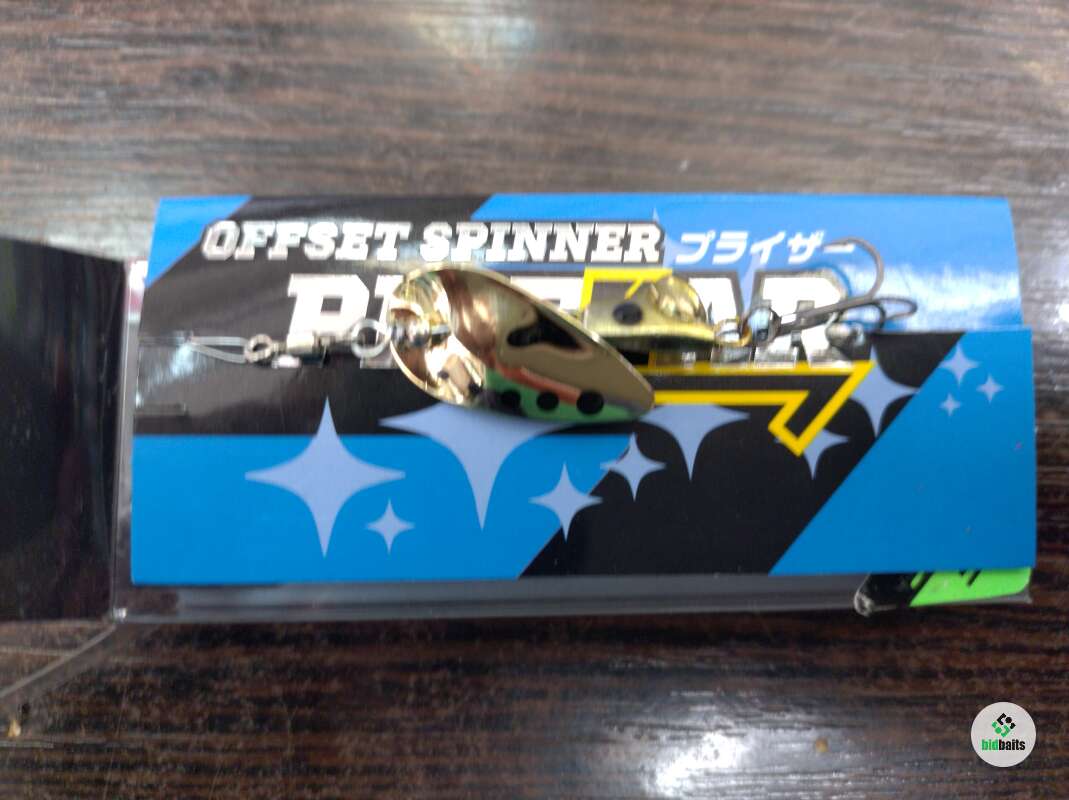 OFFSET SPINNER プライザー
bidbaits